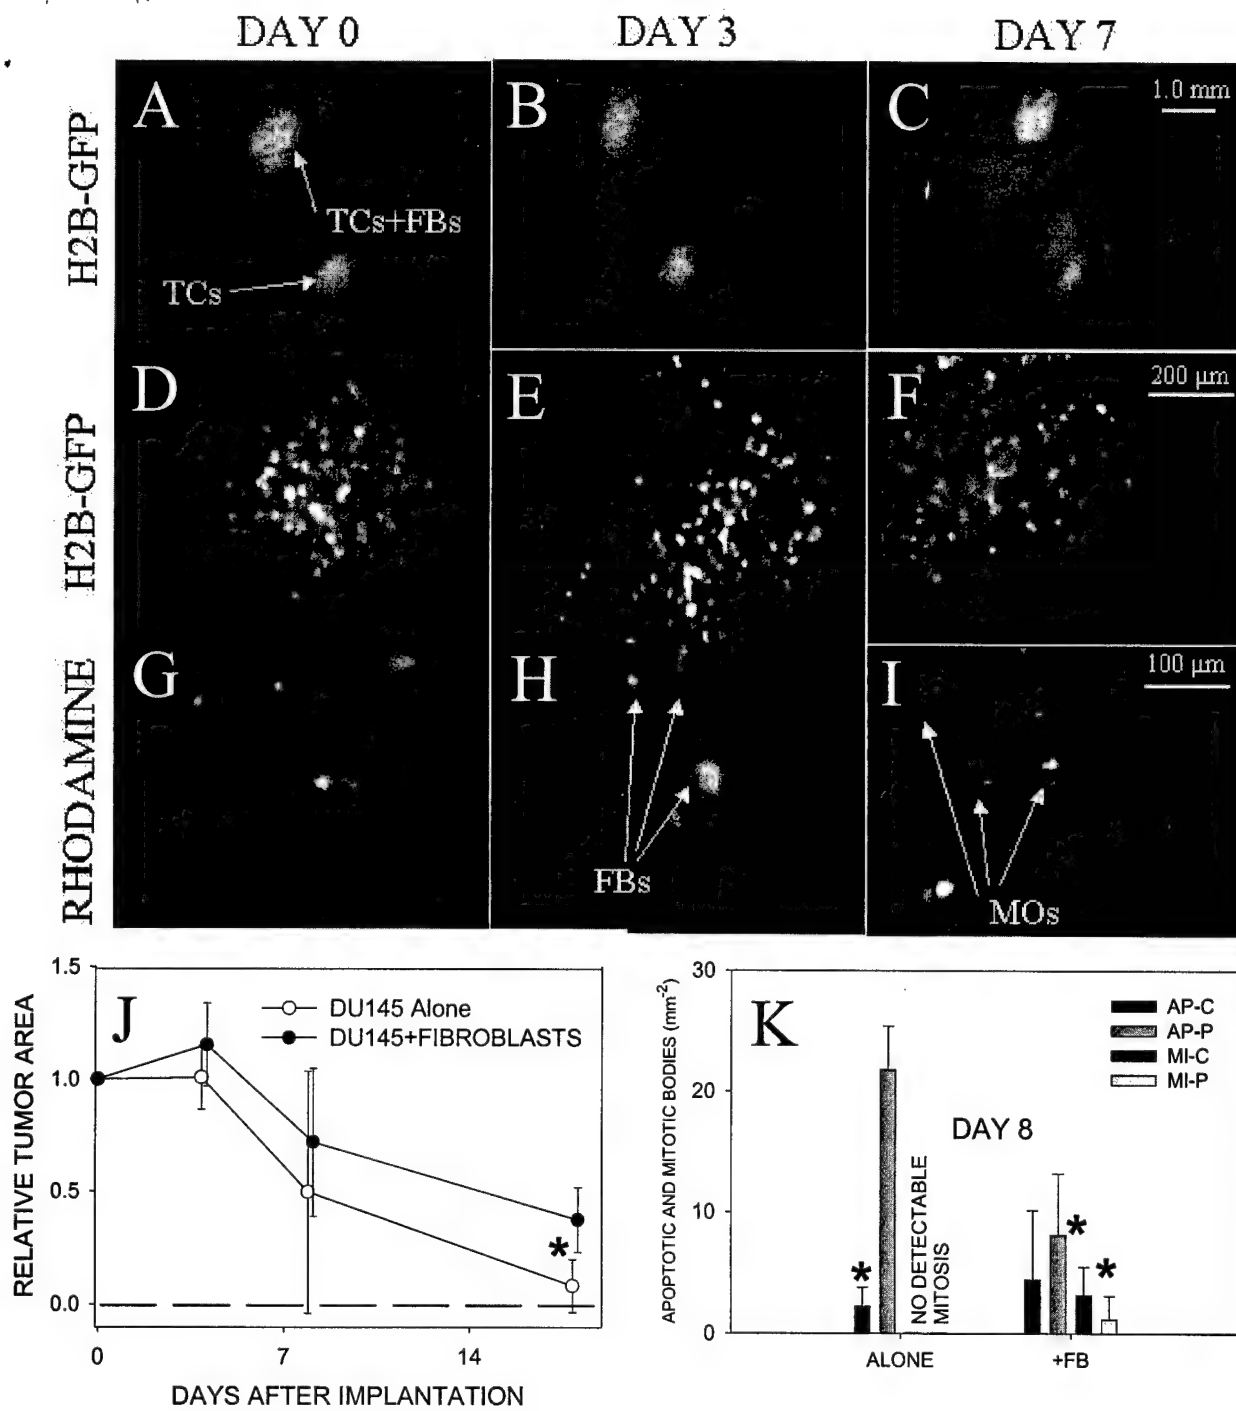 DAY 0 DAY 3 DAY 7
H2B-GFP
A B C 1.0 mm
TCs+FBs
TCs
H2B-GFP
D E F 200 μm
RHODAMINE
G H I 100 μm
FBs
MOs
J
RELATIVE TUMOR AREA
1.5
1.0
0.5
0.0
DU145 Alone
DU145+FIBROBLASTS
*
0 7 14
DAYS AFTER IMPLANTATION
K
APOPTOTIC AND MITOTIC BODIES (mm⁻²)
30
20
10
0
AP-C
AP-P
MI-C
MI-P
DAY 8
NO DETECTABLE
MITOSIS
* * *
ALONE +FB